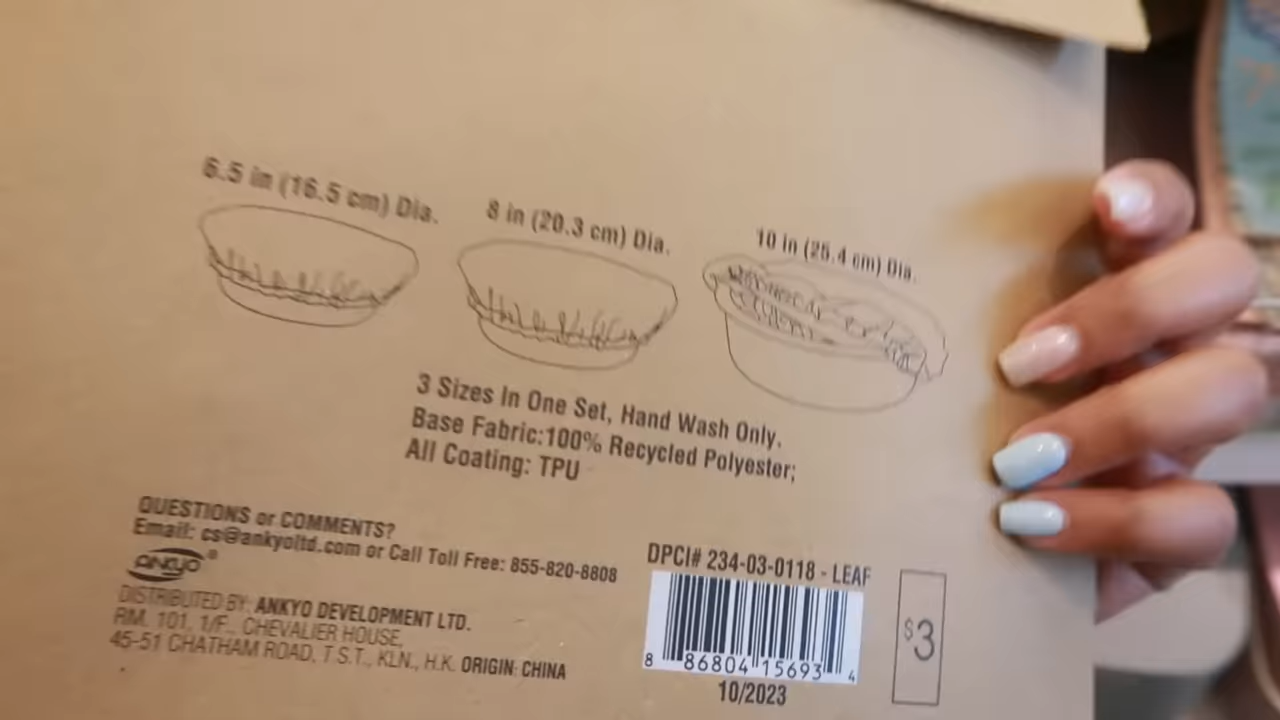 6.5 in (16.5 cm) Dia.
8 in (20.3 cm) Dia.
10 in (25.4 cm) Dia.
3 Sizes In One Set, Hand Wash Only.
Base Fabric:100% Recycled Polyester;
All Coating: TPU
QUESTIONS or COMMENTS?
Email: cs@ankyoltd.com or Call Toll Free: 855-820-8808
ANKYO®
DISTRIBUTED BY: ANKYO DEVELOPMENT LTD.
RM. 101, 1/F., CHEVALIER HOUSE,
45-51 CHATHAM ROAD, T.S.T., KLN., H.K. ORIGIN: CHINA
DPCI# 234-03-0118 - LEAF
8 86804 15693 4
10/2023
$3